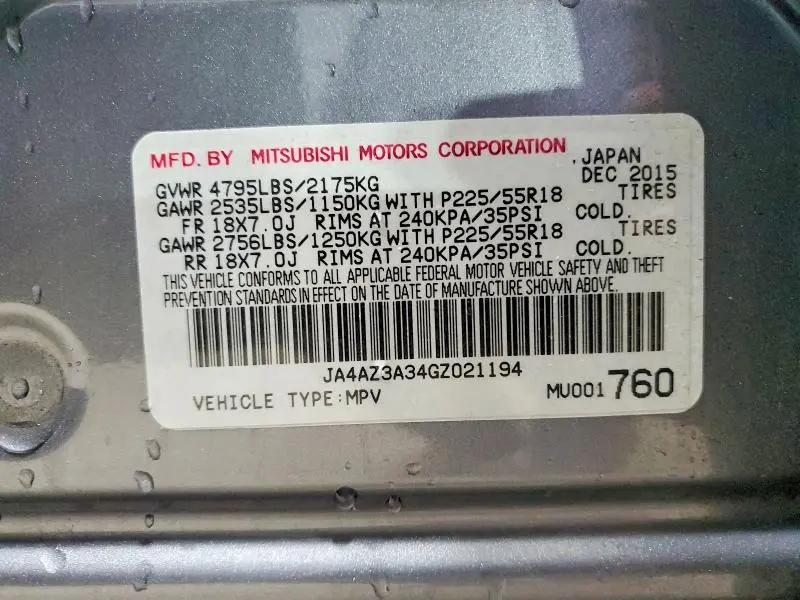 MFD. BY MITSUBISHI MOTORS CORPORATION , JAPAN
GVWR 4795LBS/2175KG DEC 2015
GAWR 2535LBS/1150KG WITH P225/55R18 TIRES
FR 18X7.0J RIMS AT 240KPA/35PSI COLD.
GAWR 2756LBS/1250KG WITH P225/55R18 TIRES
RR 18X7.0J RIMS AT 240KPA/35PSI COLD.
THIS VEHICLE CONFORMS TO ALL APPLICABLE FEDERAL MOTOR VEHICLE SAFETY AND THEFT
PREVENTION STANDARDS IN EFFECT ON THE DATE OF MANUFACTURE SHOWN ABOVE.
JA4AZ3A34GZ021194
VEHICLE TYPE:MPV MU001760